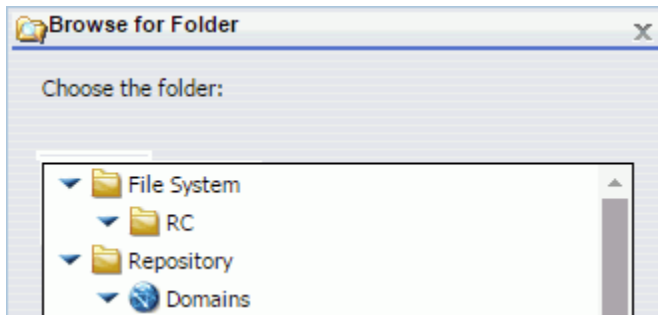 Browse for Folder
Choose the folder:
File System
RC
Repository
Domains